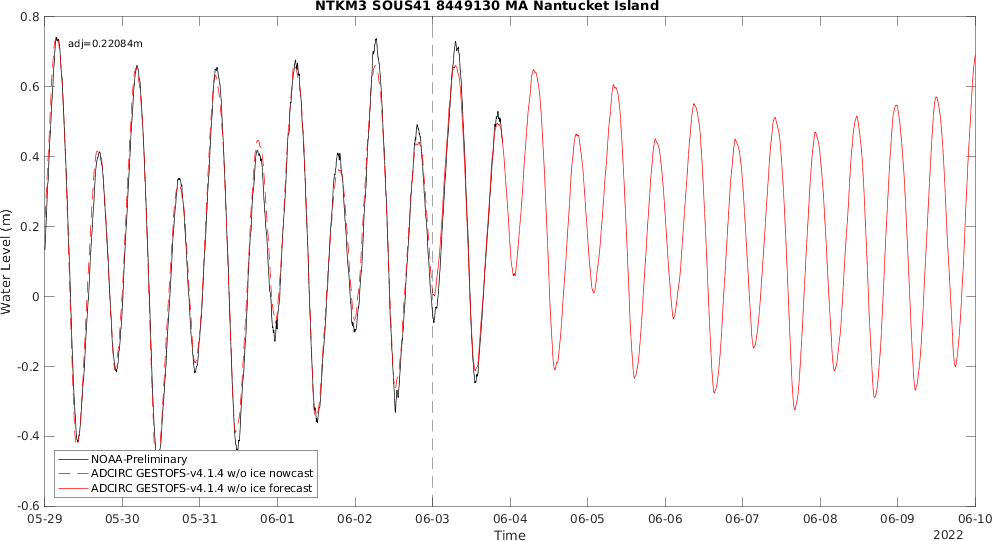 NTKM3 SOUS41 8449130 MA Nantucket Island
adj=0.22084m
0.8
0.6
0.4
0.2
0
-0.2
-0.4
-0.6
Water Level (m)
NOAA-Preliminary
ADCIRC GESTOFS-v4.1.4 w/o ice nowcast
ADCIRC GESTOFS-v4.1.4 w/o ice forecast
05-29 05-30 05-31 06-01 06-02 06-03 06-04 06-05 06-06 06-07 06-08 06-09 06-10
Time
2022